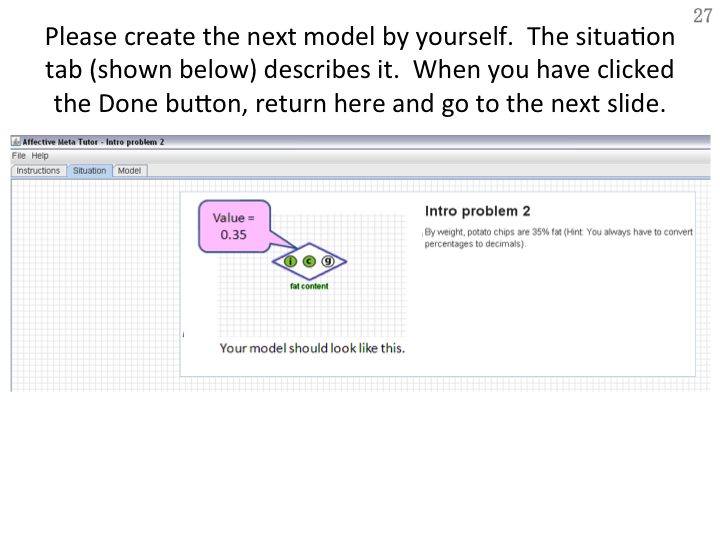 27
Please create the next model by yourself.  The situation
tab (shown below) describes it.  When you have clicked
the Done button, return here and go to the next slide.
Affective Meta Tutor - Intro problem 2
File Help
Instructions Situation Model
Value =
0.35
i c g
fat content
Your model should look like this.
Intro problem 2
By weight, potato chips are 35% fat (Hint: You always have to convert
percentages to decimals).